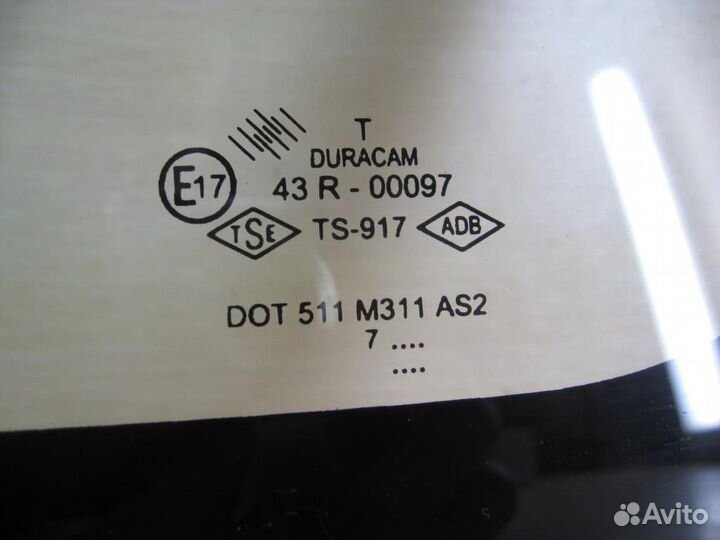 T
DURACAM
E17 43 R - 00097
TSE TS-917 ADB
DOT 511 M311 AS2
7 ....
....
Avito